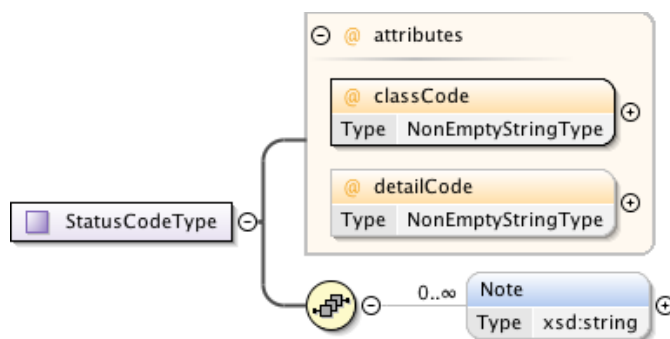 @ attributes
@ classCode
Type NonEmptyStringType
@ detailCode
Type NonEmptyStringType
StatusCodeType
0..∞
Note
Type xsd:string